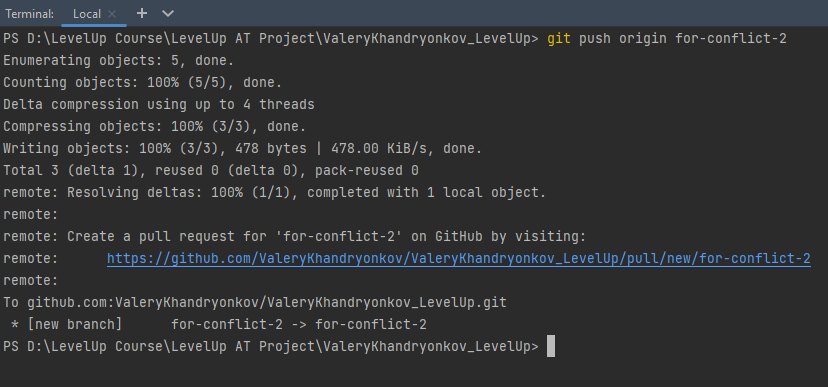 Terminal: Local × + ∨
PS D:\LevelUp Course\LevelUp AT Project\ValeryKhandryonkov_LevelUp> git push origin for-conflict-2
Enumerating objects: 5, done.
Counting objects: 100% (5/5), done.
Delta compression using up to 4 threads
Compressing objects: 100% (3/3), done.
Writing objects: 100% (3/3), 478 bytes | 478.00 KiB/s, done.
Total 3 (delta 1), reused 0 (delta 0), pack-reused 0
remote: Resolving deltas: 100% (1/1), completed with 1 local object.
remote:
remote: Create a pull request for 'for-conflict-2' on GitHub by visiting:
remote:      https://github.com/ValeryKhandryonkov/ValeryKhandryonkov_LevelUp/pull/new/for-conflict-2
remote:
To github.com:ValeryKhandryonkov/ValeryKhandryonkov_LevelUp.git
 * [new branch]      for-conflict-2 -> for-conflict-2
PS D:\LevelUp Course\LevelUp AT Project\ValeryKhandryonkov_LevelUp>